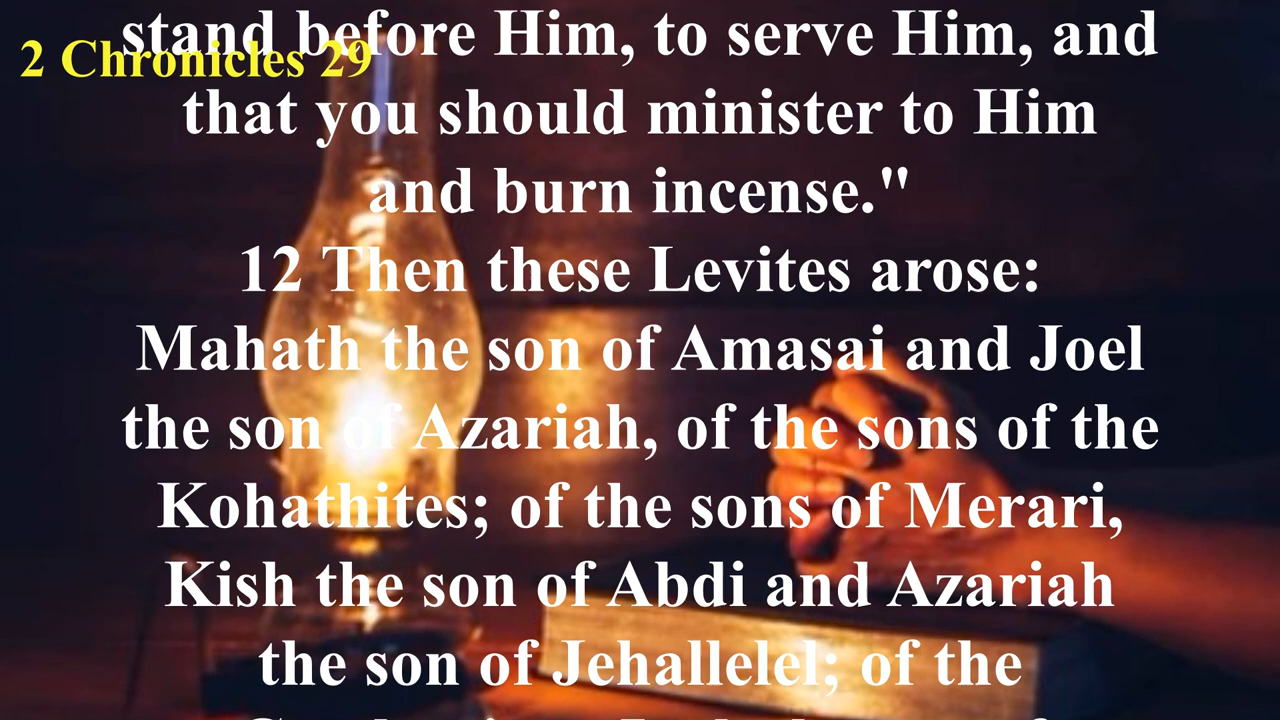 2 Chronicles 29
stand before Him, to serve Him, and
that you should minister to Him
and burn incense."
12 Then these Levites arose:
Mahath the son of Amasai and Joel
the son of Azariah, of the sons of the
Kohathites; of the sons of Merari,
Kish the son of Abdi and Azariah
the son of Jehallelel; of the